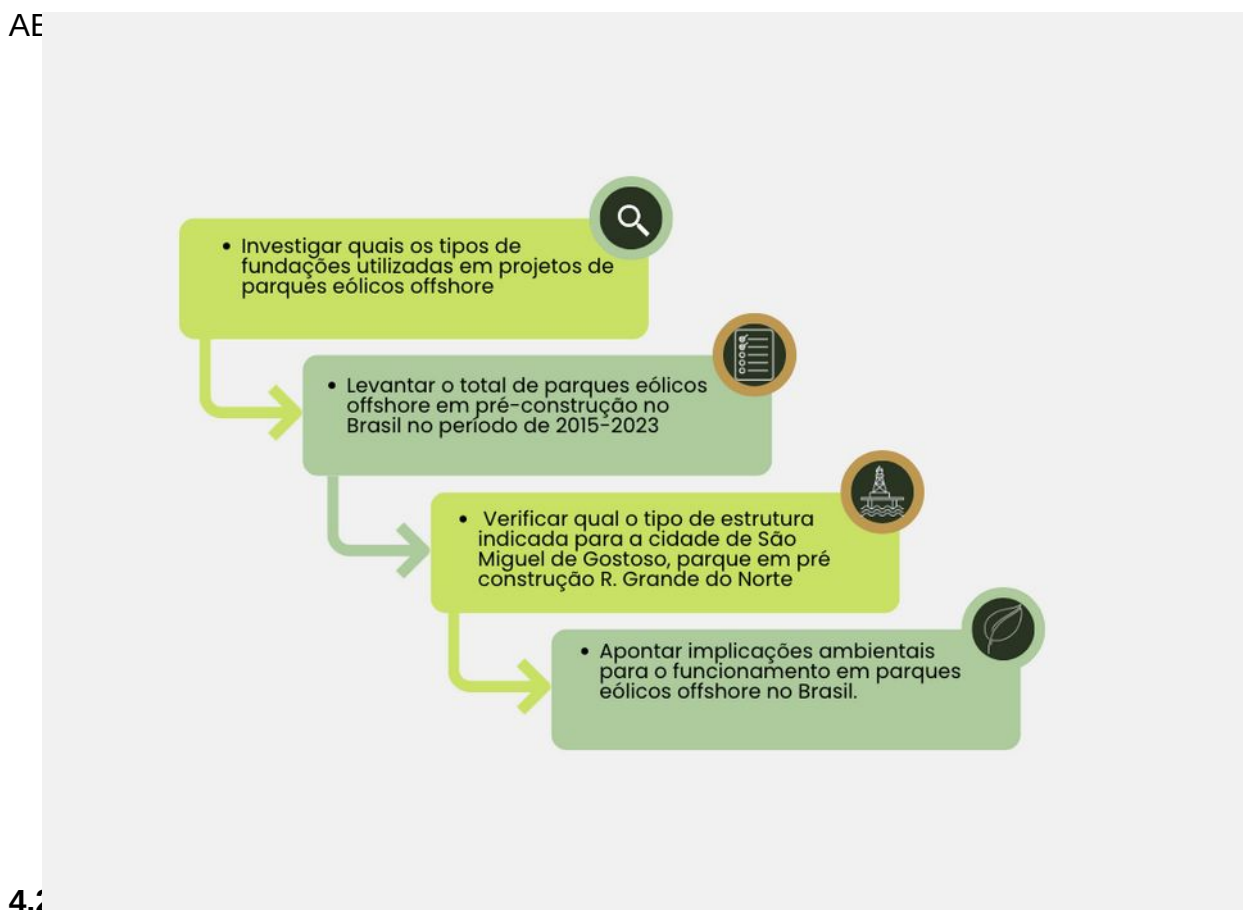 AE
• Investigar quais os tipos de
fundações utilizadas em projetos de
parques eólicos offshore
• Levantar o total de parques eólicos
offshore em pré-construção no
Brasil no período de 2015-2023
• Verificar qual o tipo de estrutura
indicada para a cidade de São
Miguel de Gostoso, parque em pré
construção R. Grande do Norte
• Apontar implicações ambientais
para o funcionamento em parques
eólicos offshore no Brasil.
4.2